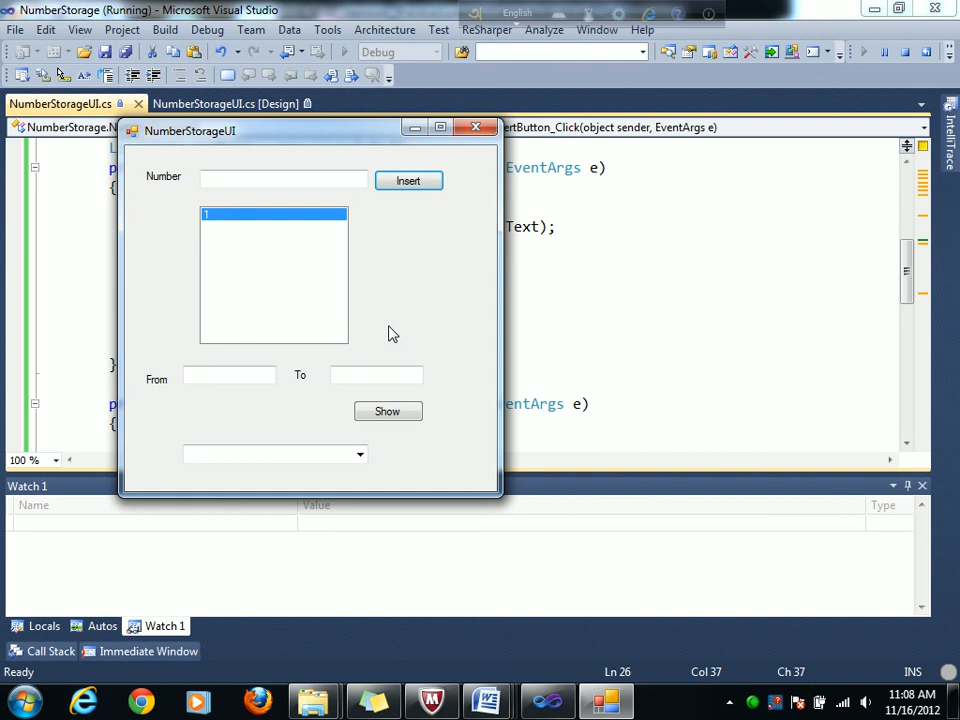 NumberStorage (Running) - Microsoft Visual Studio
English
File Edit View Project Build Debug Team Data Tools Architecture Test ReSharper Analyze Window Help
Debug
NumberStorageUI.cs NumberStorageUI.cs [Design]
NumberStorage.N ertButton_Click(object sender, EventArgs e)
NumberStorageUI
L
p EventArgs e)
{
Number Insert
1
Text);
}
From To
p entArgs e)
Show
{
100 %
Watch 1
Name Value Type
Locals Autos Watch 1
Call Stack Immediate Window
Ready Ln 26 Col 37 Ch 37 INS
11:08 AM
11/16/2012
IntelliTrace